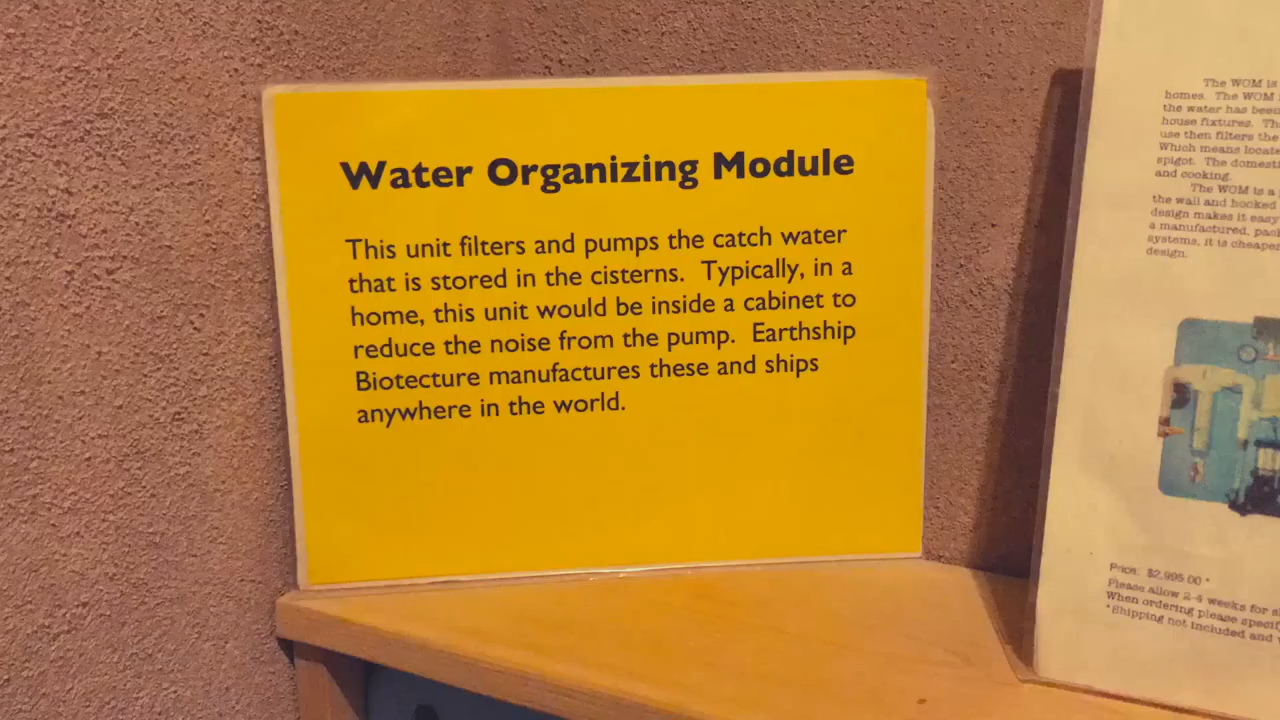 Water Organizing Module
This unit filters and pumps the catch water
that is stored in the cisterns. Typically, in a
home, this unit would be inside a cabinet to
reduce the noise from the pump. Earthship
Biotecture manufactures these and ships
anywhere in the world.
The WOM is
homes. The WOM
the water has been
house fixtures. The
use then filters the
Which means locate
spigot. The domesti
and cooking.
The WOM is a
the wall and hooked
design makes it easy
a manufactured, pac
systems, it is cheaper
design.
Price: $2,995.00 *
Please allow 2-4 weeks for s
When ordering please specif
*Shipping not included and